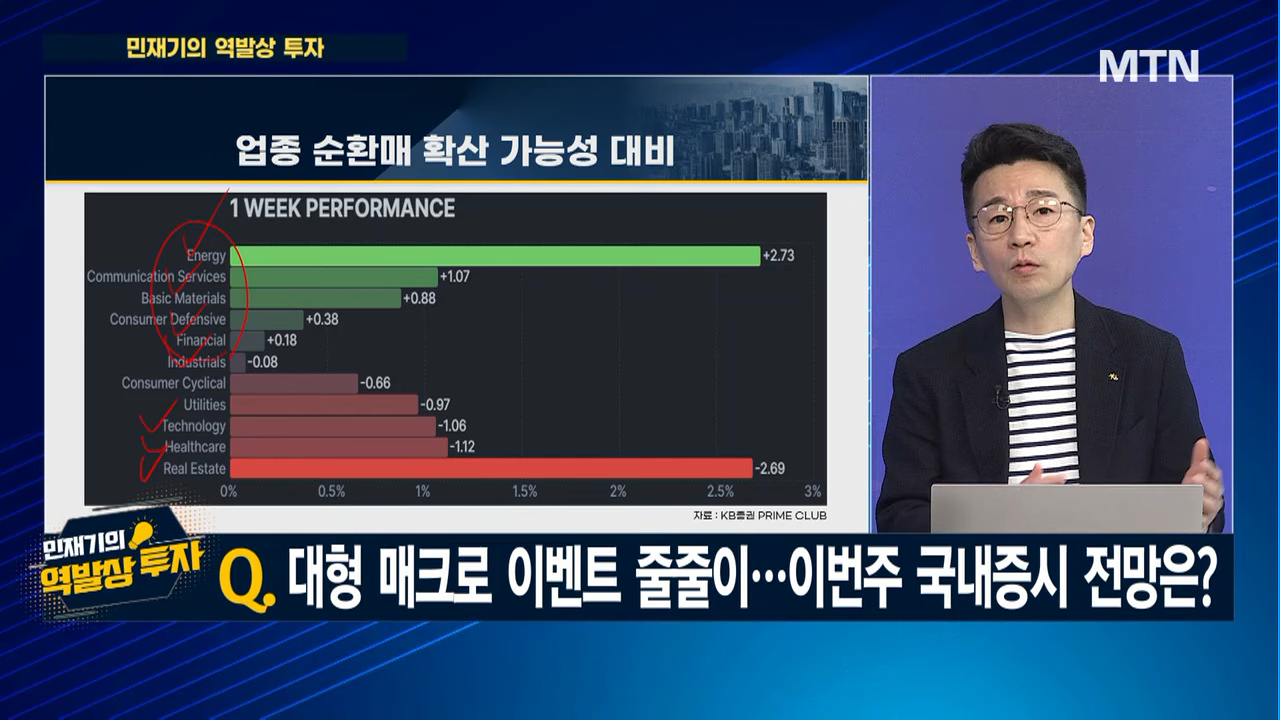 민재기의 역발상 투자
MTN
업종 순환매 확산 가능성 대비
1 WEEK PERFORMANCE
Energy +2.73
Communication Services +1.07
Basic Materials +0.88
Consumer Defensive +0.38
Financial +0.18
Industrials -0.08
Consumer Cyclical -0.66
Utilities -0.97
Technology -1.06
Healthcare -1.12
Real Estate -2.69
0% 0.5% 1% 1.5% 2% 2.5% 3%
자료 : KB증권 PRIME CLUB
민재기의
역발상 투자
Q. 대형 매크로 이벤트 줄줄이…이번주 국내증시 전망은?